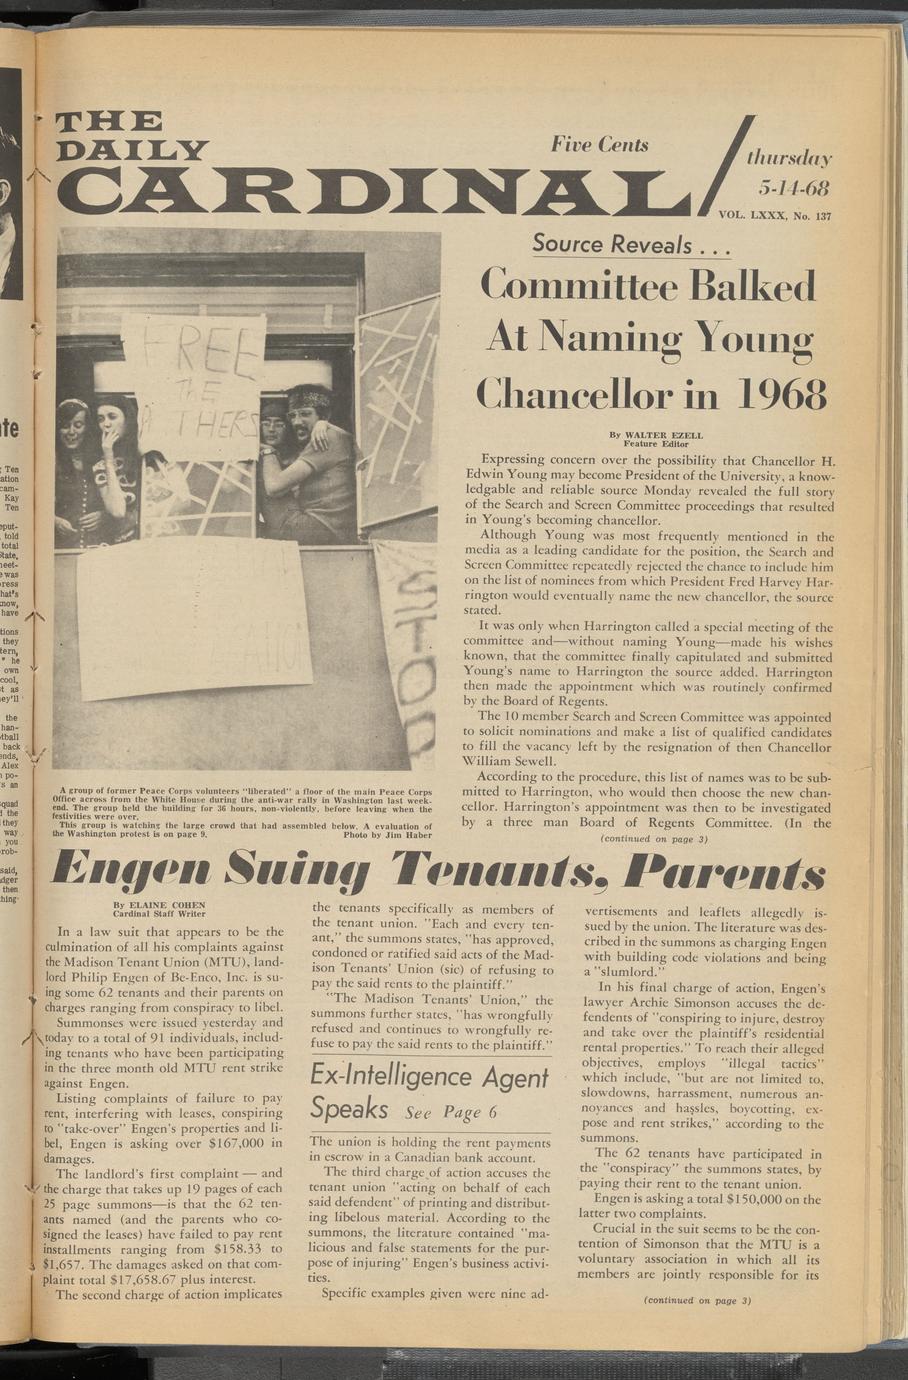 THE
DAILY
CARDINAL
Five Cents
thursday
5-14-68
VOL. LXXX, No. 137
FREE
THE
THERS
A group of former Peace Corps volunteers "liberated" a floor of the main Peace Corps
Office across from the White House during the anti-war rally in Washington last week-
end. The group held the building for 36 hours, non-violently, before leaving when the
festivities were over.
This group is watching the large crowd that had assembled below. A evaluation of
the Washington protest is on page 9. Photo by Jim Haber
Source Reveals . . .
Committee Balked
At Naming Young
Chancellor in 1968
By WALTER EZELL
Feature Editor
Expressing concern over the possibility that Chancellor H.
Edwin Young may become President of the University, a know-
ledgable and reliable source Monday revealed the full story
of the Search and Screen Committee proceedings that resulted
in Young's becoming chancellor.
Although Young was most frequently mentioned in the
media as a leading candidate for the position, the Search and
Screen Committee repeatedly rejected the chance to include him
on the list of nominees from which President Fred Harvey Har-
rington would eventually name the new chancellor, the source
stated.
It was only when Harrington called a special meeting of the
committee and—without naming Young—made his wishes
known, that the committee finally capitulated and submitted
Young's name to Harrington the source added. Harrington
then made the appointment which was routinely confirmed
by the Board of Regents.
The 10 member Search and Screen Committee was appointed
to solicit nominations and make a list of qualified candidates
to fill the vacancy left by the resignation of then Chancellor
William Sewell.
According to the procedure, this list of names was to be sub-
mitted to Harrington, who would then choose the new chan-
cellor. Harrington's appointment was then to be investigated
by a three man Board of Regents Committee. (In the
(continued on page 3)
Engen Suing Tenants, Parents
By ELAINE COHEN
Cardinal Staff Writer
In a law suit that appears to be the
culmination of all his complaints against
the Madison Tenant Union (MTU), land-
lord Philip Engen of Be-Enco, Inc. is su-
ing some 62 tenants and their parents on
charges ranging from conspiracy to libel.
Summonses were issued yesterday and
today to a total of 91 individuals, includ-
ing tenants who have been participating
in the three month old MTU rent strike
against Engen.
Listing complaints of failure to pay
rent, interfering with leases, conspiring
to "take-over" Engen's properties and li-
bel, Engen is asking over $167,000 in
damages.
The landlord's first complaint — and
the charge that takes up 19 pages of each
25 page summons—is that the 62 ten-
ants named (and the parents who co-
signed the leases) have failed to pay rent
installments ranging from $158.33 to
$1,657. The damages asked on that com-
plaint total $17,658.67 plus interest.
The second charge of action implicates
the tenants specifically as members of
the tenant union. "Each and every ten-
ant," the summons states, "has approved,
condoned or ratified said acts of the Mad-
ison Tenants' Union (sic) of refusing to
pay the said rents to the plaintiff."
"The Madison Tenants' Union," the
summons further states, "has wrongfully
refused and continues to wrongfully re-
fuse to pay the said rents to the plaintiff."
Ex-Intelligence Agent
Speaks See Page 6
The union is holding the rent payments
in escrow in a Canadian bank account.
The third charge of action accuses the
tenant union "acting on behalf of each
said defendent" of printing and distribut-
ing libelous material. According to the
summons, the literature contained "ma-
licious and false statements for the pur-
pose of injuring" Engen's business activi-
ties.
Specific examples given were nine ad-
vertisements and leaflets allegedly is-
sued by the union. The literature was des-
cribed in the summons as charging Engen
with building code violations and being
a "slumlord."
In his final charge of action, Engen's
lawyer Archie Simonson accuses the de-
fendents of "conspiring to injure, destroy
and take over the plaintiff's residential
rental properties." To reach their alleged
objectives, employs "illegal tactics"
which include, "but are not limited to,
slowdowns, harrassment, numerous an-
noyances and hassles, boycotting, ex-
pose and rent strikes," according to the
summons.
The 62 tenants have participated in
the "conspiracy" the summons states, by
paying their rent to the tenant union.
Engen is asking a total $150,000 on the
latter two complaints.
Crucial in the suit seems to be the con-
tention of Simonson that the MTU is a
voluntary association in which all its
members are jointly responsible for its
(continued on page 3)